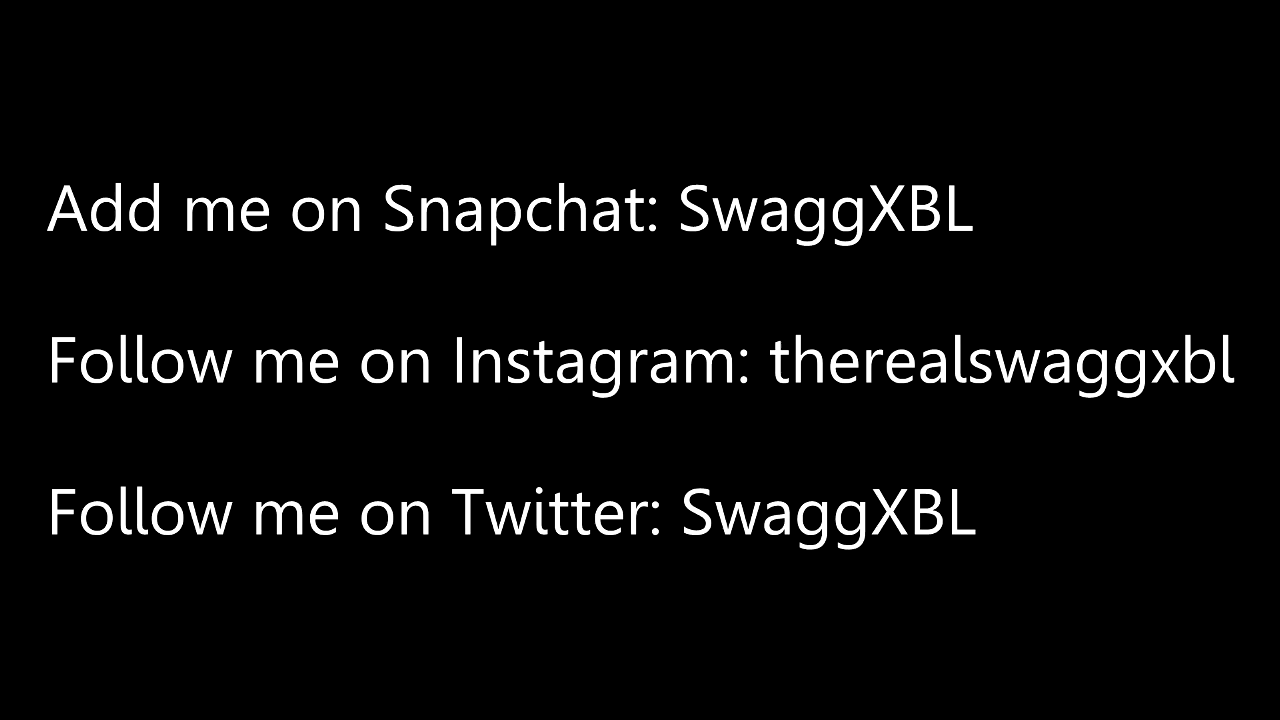 Add me on Snapchat: SwaggXBL
Follow me on Instagram: therealswaggxbl
Follow me on Twitter: SwaggXBL